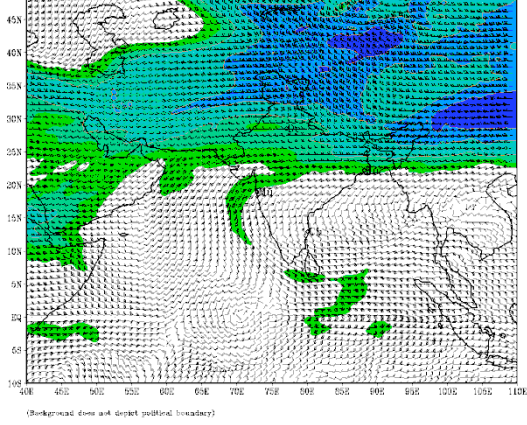 45N
40N
35N
30N
25N
20N
15N
10N
5N
EQ
5S
10S
40E 45E 50E 55E 60E 65E 70E 75E 80E 85E 90E 95E 100E 105E 110E
(Background does not depict political boundary)